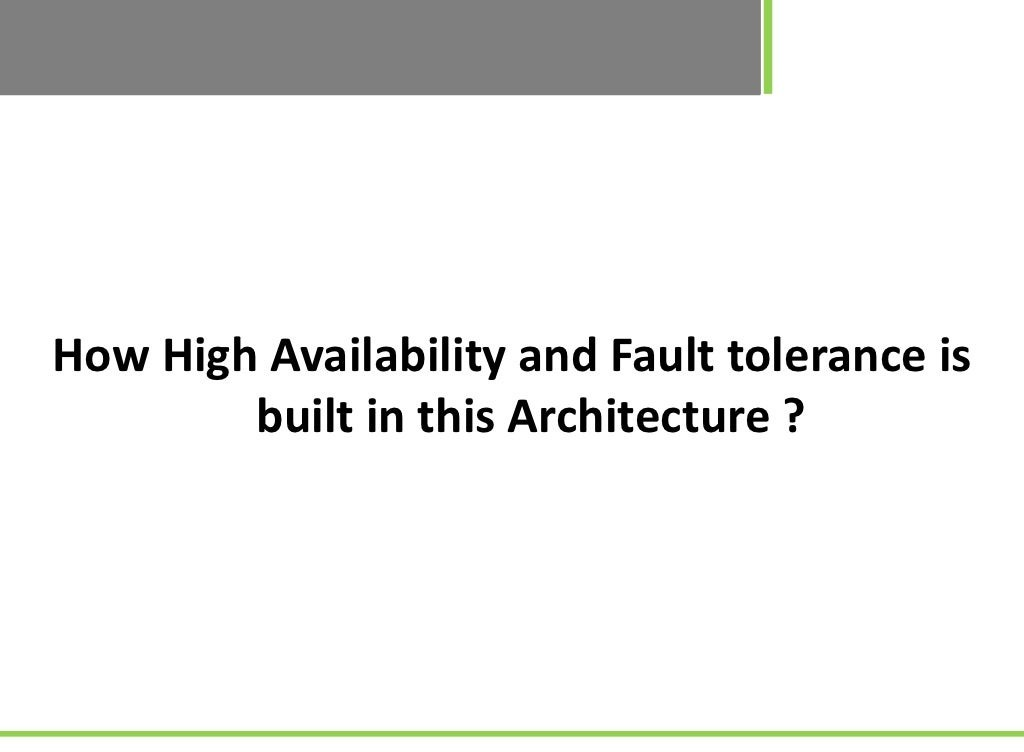 How High Availability and Fault tolerance is
built in this Architecture ?